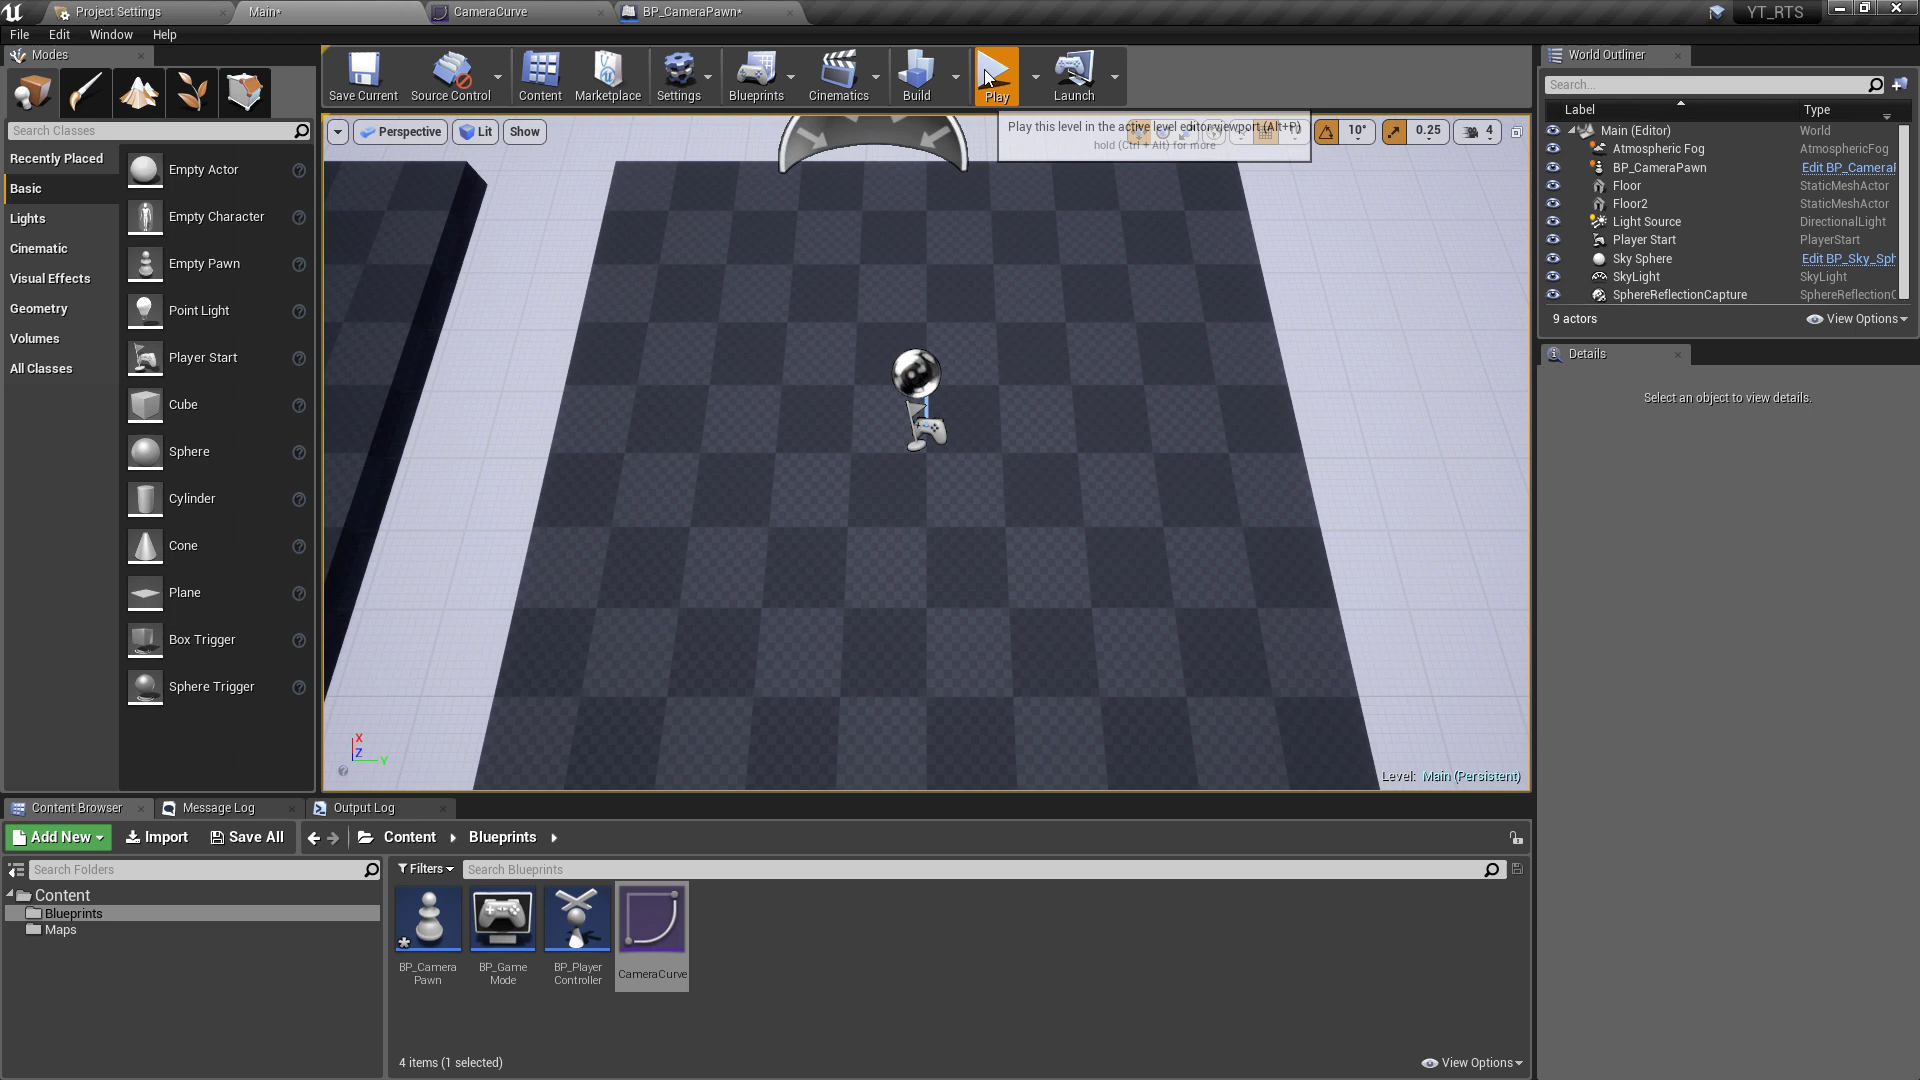 Project Settings
Main*
CameraCurve
BP_CameraPawn*
YT_RTS
File Edit Window Help
Modes
Save Current
Source Control
Content
Marketplace
Settings
Blueprints
Cinematics
Build
Play
Launch
Search Classes
Recently Placed
Basic
Lights
Cinematic
Visual Effects
Geometry
Volumes
All Classes
Empty Actor
Empty Character
Empty Pawn
Point Light
Player Start
Cube
Sphere
Cylinder
Cone
Plane
Box Trigger
Sphere Trigger
Perspective
Lit
Show
Play this level in the active level editor viewport (Alt+P)
hold (Ctrl + Alt) for more
10°
0.25
4
X
Z
Y
Level: Main (Persistent)
World Outliner
Search...
Label Type
Main (Editor) World
Atmospheric Fog AtmosphericFog
BP_CameraPawn Edit BP_Camera
Floor StaticMeshActor
Floor2 StaticMeshActor
Light Source DirectionalLight
Player Start PlayerStart
Sky Sphere Edit BP_Sky_Sph
SkyLight SkyLight
SphereReflectionCapture SphereReflection
9 actors
View Options
Details
Select an object to view details.
Content Browser
Message Log
Output Log
Add New
Import
Save All
Content
Blueprints
Search Folders
Content
Blueprints
Maps
Filters
Search Blueprints
BP_Camera
Pawn
BP_Game
Mode
BP_Player
Controller
CameraCurve
4 items (1 selected)
View Options